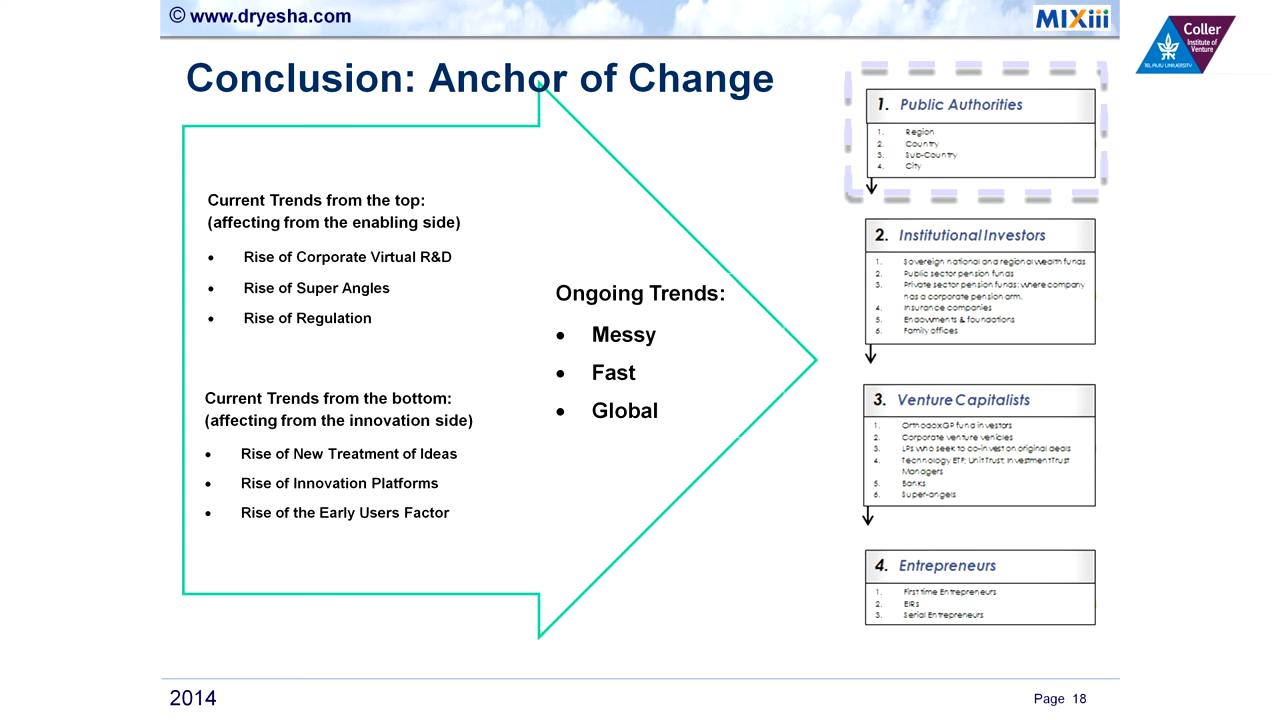 © www.dryesha.com
MIXiii
Coller
Institute of
Venture
TEL AVIV UNIVERSITY
Conclusion: Anchor of Change
Current Trends from the top:
(affecting from the enabling side)
• Rise of Corporate Virtual R&D
• Rise of Super Angles
• Rise of Regulation
Current Trends from the bottom:
(affecting from the innovation side)
• Rise of New Treatment of Ideas
• Rise of Innovation Platforms
• Rise of the Early Users Factor
Ongoing Trends:
• Messy
• Fast
• Global
1. Public Authorities
1. Region
2. Country
3. Sub-Country
4. City
2. Institutional Investors
1. Sovereign national and regional wealth funds
2. Public sector pension funds
3. Private sector pension funds: where company
has a corporate pension arm.
4. Insurance companies
5. Endowments & foundations
6. Family offices
3. Venture Capitalists
1. Orthodox GP fund investors
2. Corporate venture vehicles
3. LPs who seek to co-invest on original deals
4. Technology ETF; Unit Trust; Investment Trust
Managers
5. Banks
6. Super-angels
4. Entrepreneurs
1. First time Entrepreneurs
2. EIRs
3. Serial Entrepreneurs
2014
Page 18